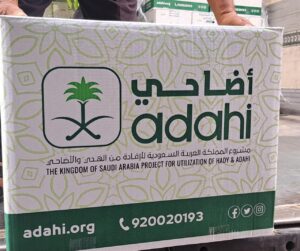 أضاحي
adahi
مشروع المملكة العربية السعودية للإفادة من الهدي والأضاحي
THE KINGDOM OF SAUDI ARABIA PROJECT FOR UTILIZATION OF HADY & ADAHI
adahi.org
920020193